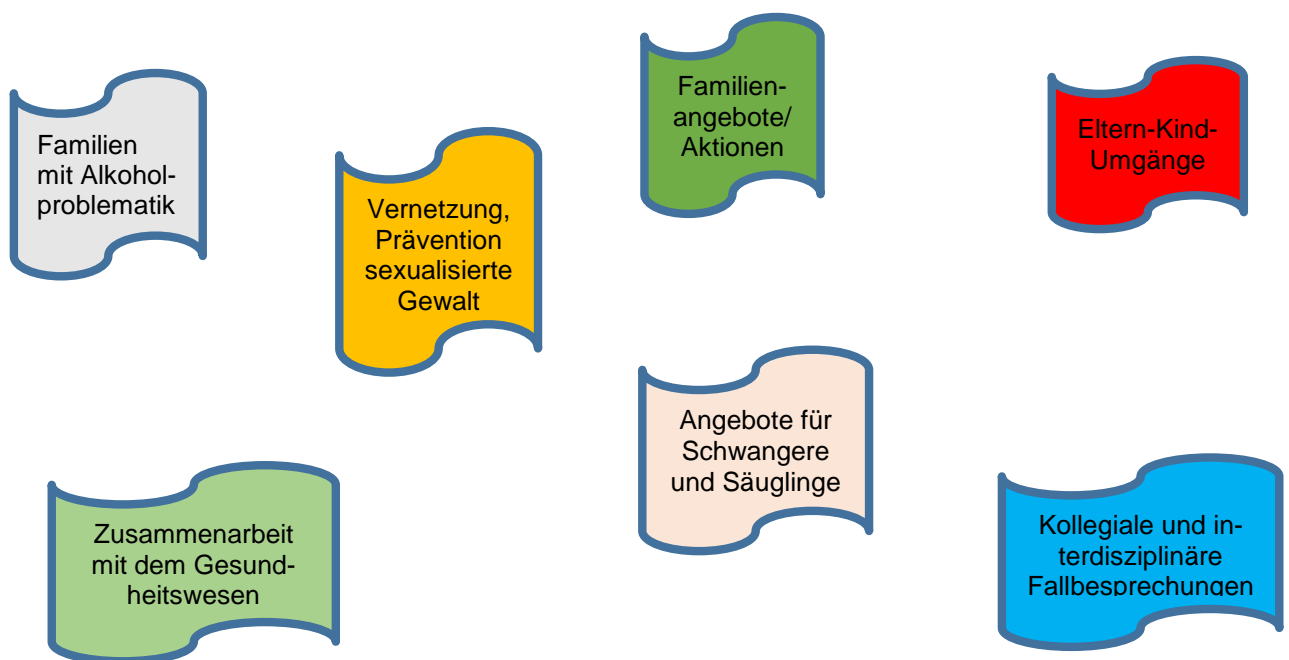 Familien
mit Alkohol-
problematik
Vernetzung,
Prävention
sexualisierte
Gewalt
Familien-
angebote/
Aktionen
Eltern-Kind-
Umgänge
Zusammenarbeit
mit dem Gesund-
heitswesen
Angebote für
Schwangere
und Säuglinge
Kollegiale und in-
terdisziplinäre
Fallbesprechungen